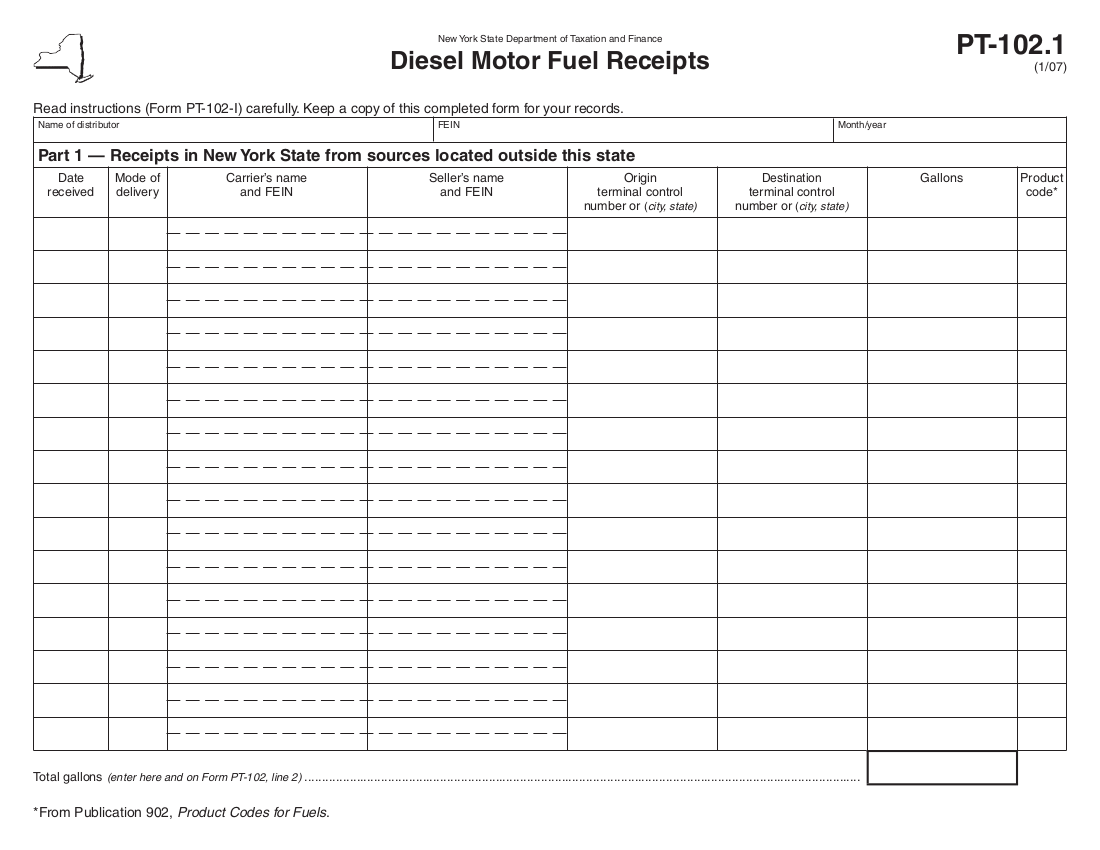 New York State Department of Taxation and Finance
Diesel Motor Fuel Receipts
PT-102.1
(1/07)
Read instructions (Form PT-102-I) carefully. Keep a copy of this completed form for your records.
Name of distributor
FEIN
Month/year
Part 1 — Receipts in New York State from sources located outside this state
Date
received
Mode of
delivery
Carrier's name
and FEIN
Seller's name
and FEIN
Origin
terminal control
number or (city, state)
Destination
terminal control
number or (city, state)
Gallons
Product
code*
Total gallons (enter here and on Form PT-102, line 2)
*From Publication 902, Product Codes for Fuels.